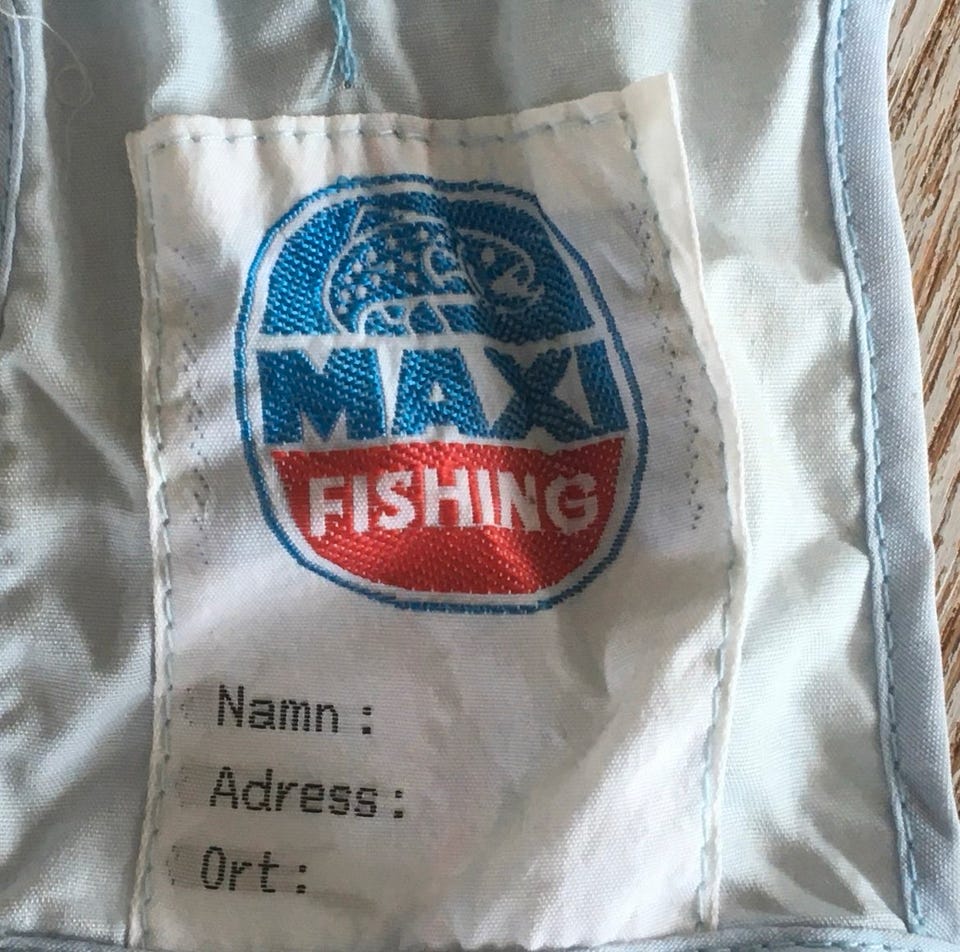 MAXI
FISHING
Namn:
Adress:
Ort: